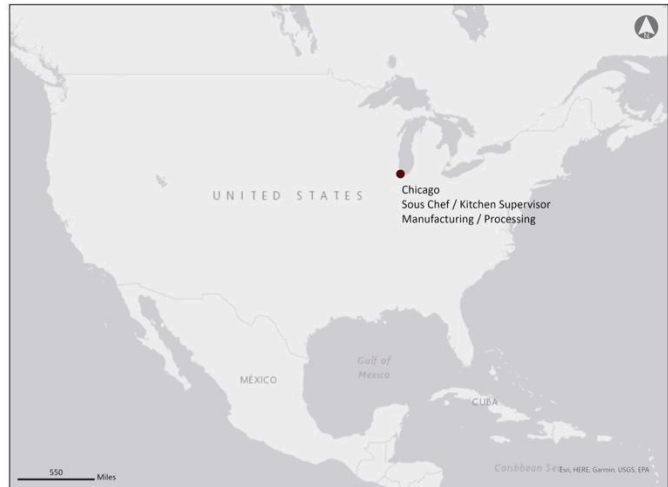 N
UNITED STATES
Chicago
Sous Chef / Kitchen Supervisor
Manufacturing / Processing
Gulf of
Mexico
MÉXICO
CUBA
550
Miles
Caribbean Sea
Esri, HERE, Garmin, USGS, EPA